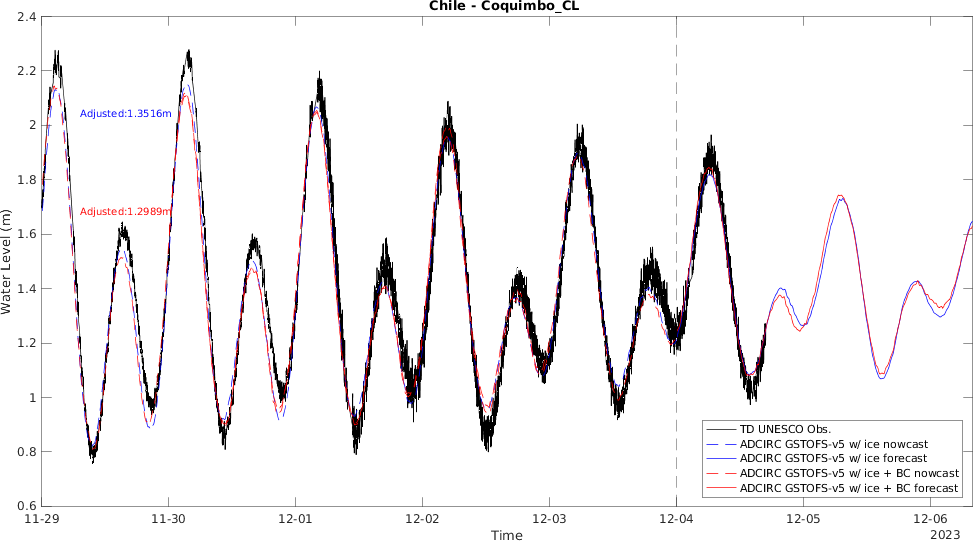 Chile - Coquimbo_CL
Water Level (m)
2.4
2.2
2
1.8
1.6
1.4
1.2
1
0.8
0.6
Adjusted:1.3516m
Adjusted:1.2989m
TD UNESCO Obs.
ADCIRC GSTOFS-v5 w/ ice nowcast
ADCIRC GSTOFS-v5 w/ ice forecast
ADCIRC GSTOFS-v5 w/ ice + BC nowcast
ADCIRC GSTOFS-v5 w/ ice + BC forecast
11-29 11-30 12-01 12-02 12-03 12-04 12-05 12-06
Time
2023